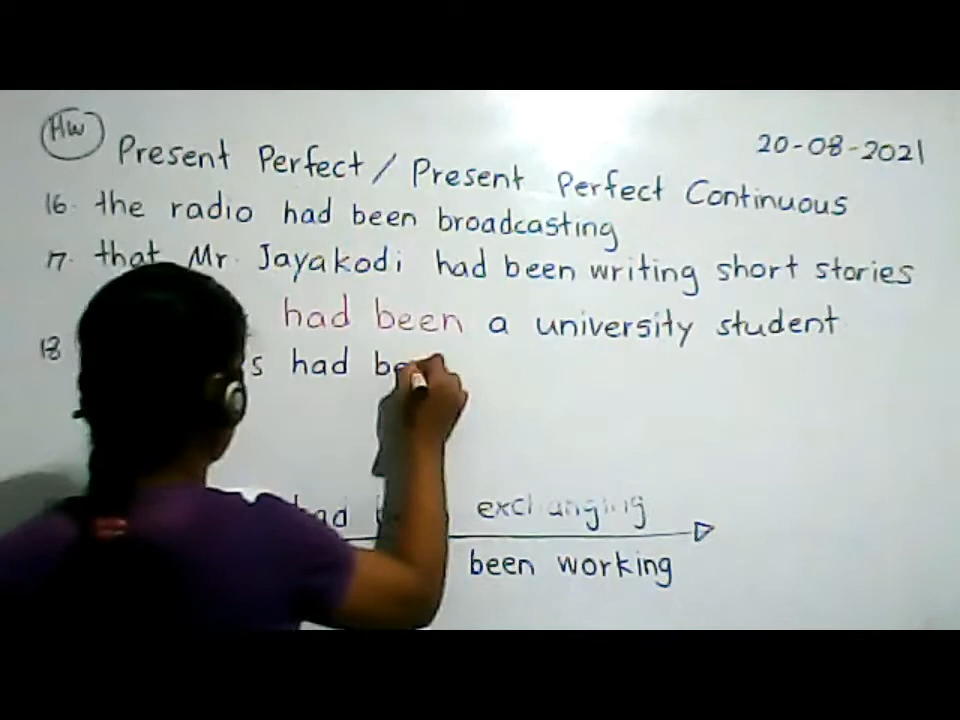 HW
20-08-2021
Present Perfect / Present Perfect Continuous
16. the radio had been broadcasting
17. that Mr. Jayakodi had been writing short stories
had been a university student
18 s had be
had exchanging
been working